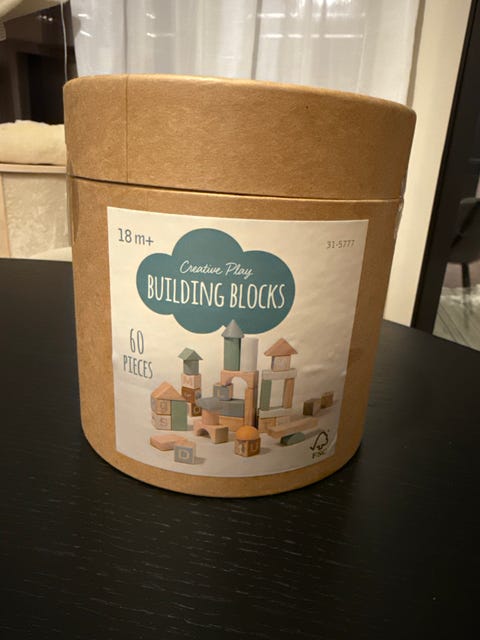 18 m+
31-5777
Creative Play
BUILDING BLOCKS
60
PIECES
D
FSC